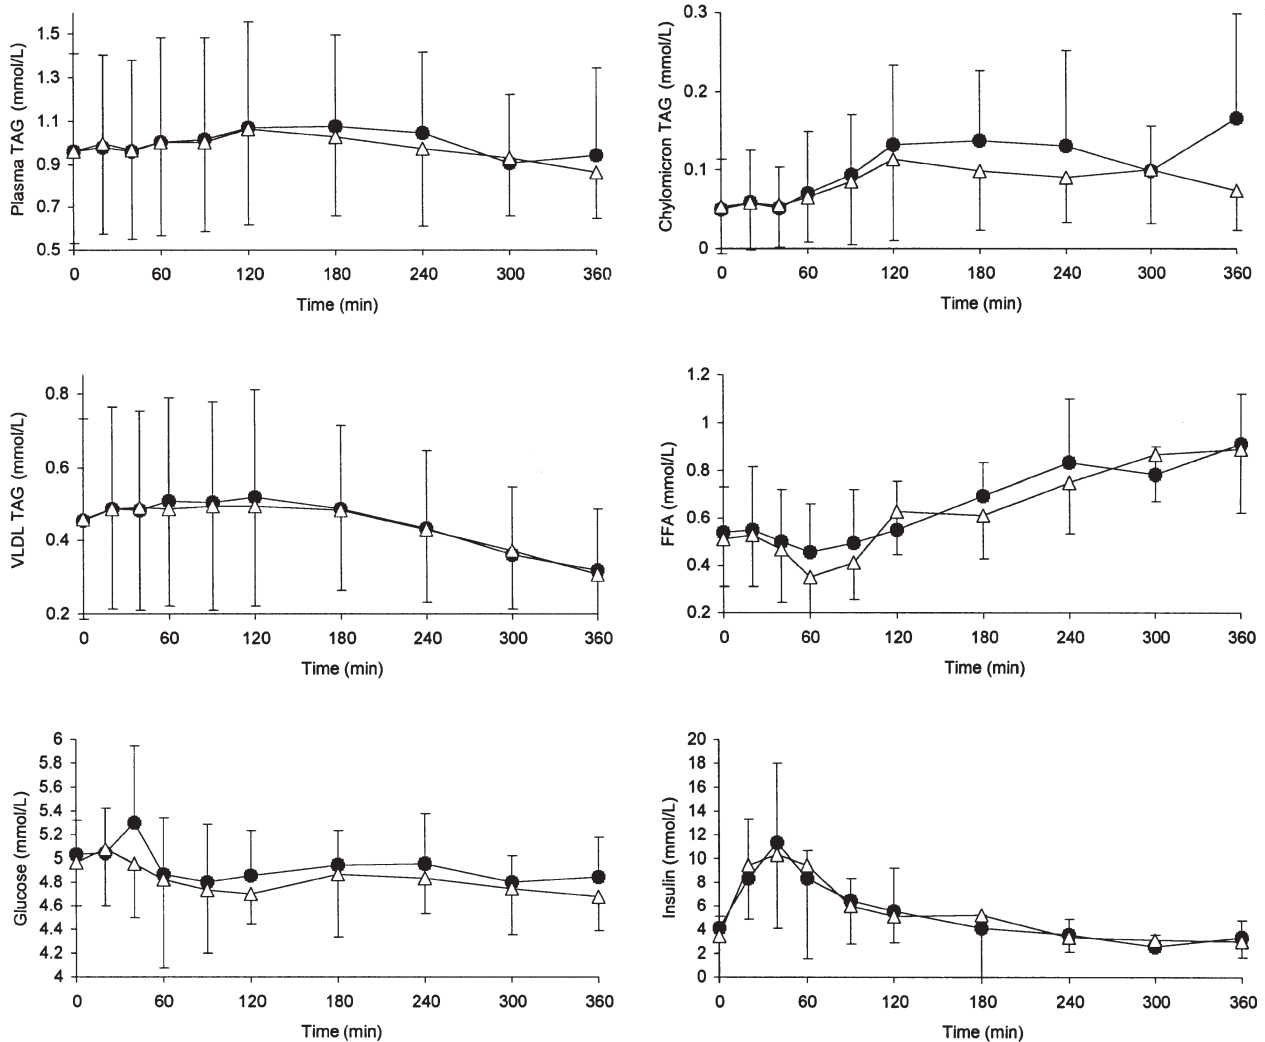 Plasma TAG (mmol/L)
1.5
1.3
1.1
0.9
0.7
0.5
0 60 120 180 240 300 360
Time (min)
Chylomicron TAG (mmol/L)
0.3
0.2
0.1
0
0 60 120 180 240 300 360
Time (min)
VLDL TAG (mmol/L)
0.8
0.6
0.4
0.2
0 60 120 180 240 300 360
Time (min)
FFA (mmol/L)
1.2
1
0.8
0.6
0.4
0.2
0 60 120 180 240 300 360
Time (min)
Glucose (mmol/L)
6
5.8
5.6
5.4
5.2
5
4.8
4.6
4.4
4.2
4
0 60 120 180 240 300 360
Time (min)
Insulin (mmol/L)
20
18
16
14
12
10
8
6
4
2
0
0 60 120 180 240 300 360
Time (min)